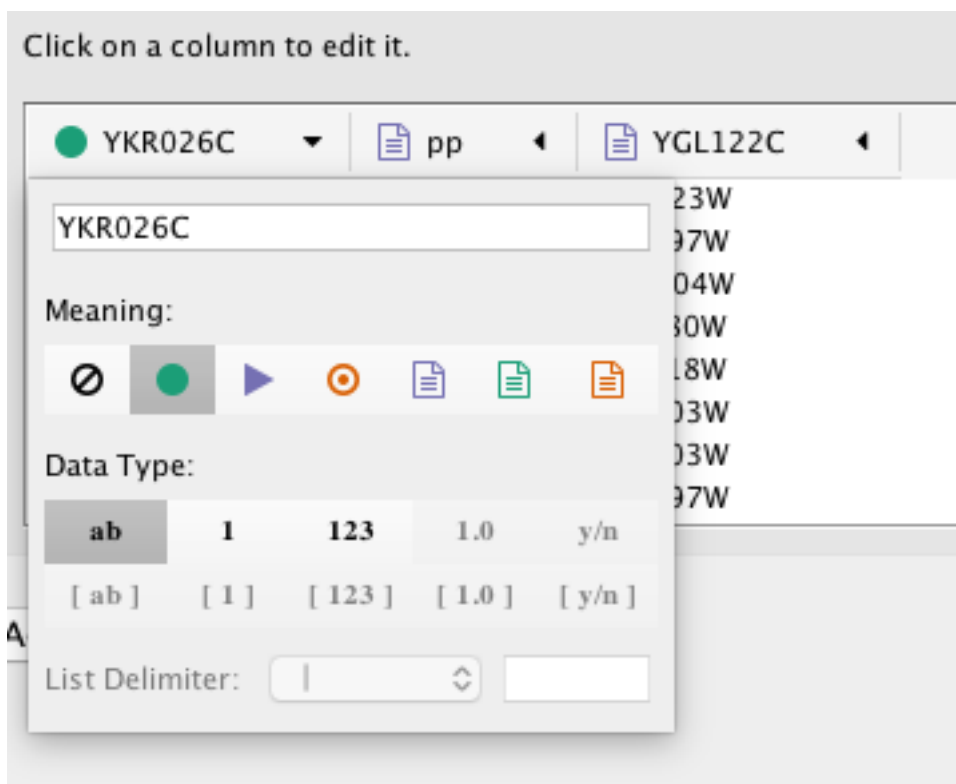 Click on a column to edit it.
YKR026C pp YGL122C
YKR026C
Meaning:
Data Type:
ab 1 123 1.0 y/n
[ ab ] [ 1 ] [ 123 ] [ 1.0 ] [ y/n ]
List Delimiter: |
23W
97W
04W
30W
18W
03W
03W
97W
A